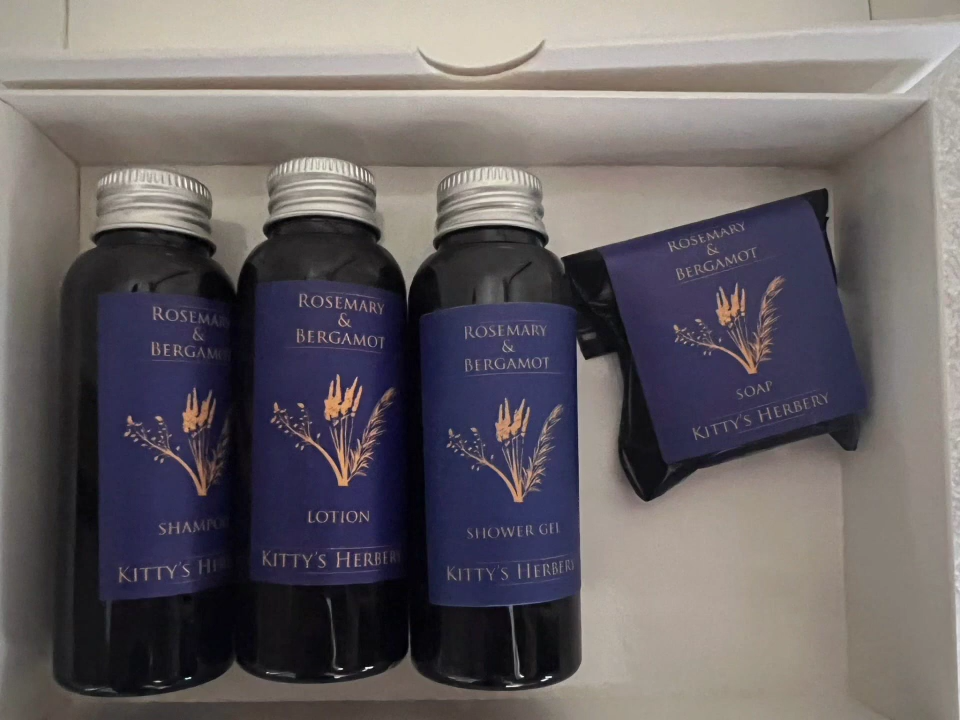 ROSEMARY
&
BERGAMOT
SHAMPOO
KITTY'S
ROSEMARY
&
BERGAMOT
LOTION
KITTY'S HERBERY
ROSEMARY
&
BERGAMOT
SHOWER GEL
KITTY'S HERBERY
ROSEMARY
&
BERGAMOT
SOAP
KITTY'S HERBERY